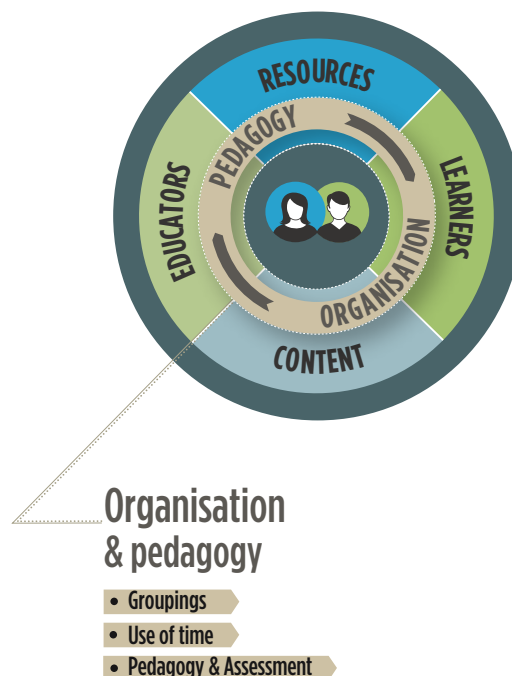 RESOURCES
PEDAGOGY
EDUCATORS
LEARNERS
ORGANISATION
CONTENT
Organisation
& pedagogy
• Groupings
• Use of time
• Pedagogy & Assessment